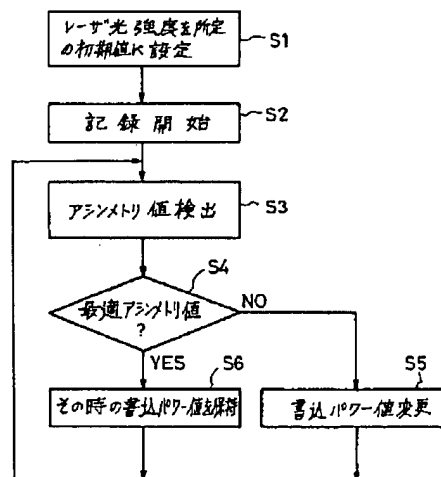 レーザ光強度を所定
の初期値に設定
S1
記録開始
S2
アシンメトリ値検出
S3
S4
最適アシンメトリ値
?
NO
YES
S6
S5
その時の書込パワー値を保持
書込パワー値変更